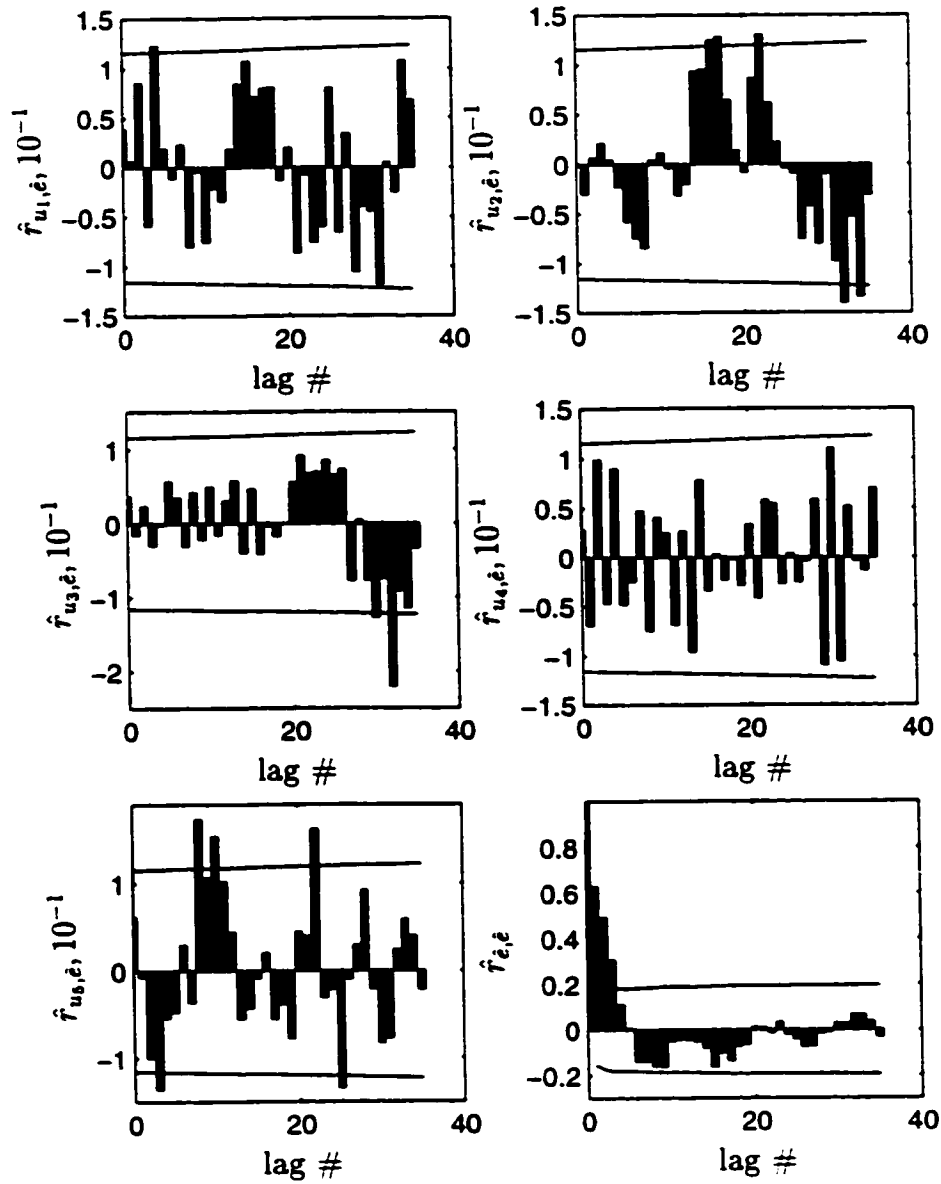 1.5
1
0.5
0
−0.5
−1
−1.5
0 20 40
lag #
r̂_{u₁,ê}, 10⁻¹
1.5
1
0.5
0
−0.5
−1
−1.5
0 20 40
lag #
r̂_{u₂,ê}, 10⁻¹
1
0
−1
−2
0 20 40
lag #
r̂_{u₃,ê}, 10⁻¹
1.5
1
0.5
0
−0.5
−1
−1.5
0 20 40
lag #
r̂_{u₄,ê}, 10⁻¹
1
0
−1
0 20 40
lag #
r̂_{u₅,ê}, 10⁻¹
0.8
0.6
0.4
0.2
0
−0.2
0 20 40
lag #
r̂_{ê,ê}